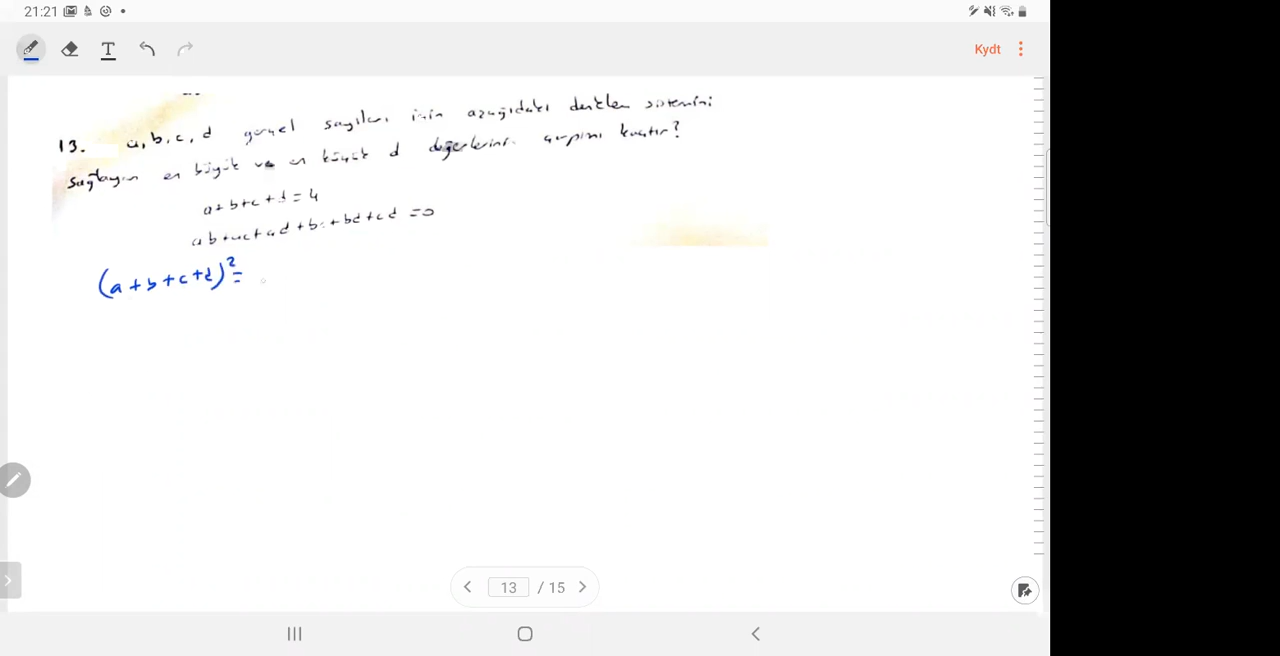 21:21
T
Kydt
13. a, b, c, d gerçel sayıları için aşağıdaki denklem sistemini
sağlayan en büyük ve en küçük d değerlerinin çarpımı kaçtır?
a+b+c+d=4
ab+ac+ad+bc+bd+cd=0
(a+b+c+d)²=
13 / 15